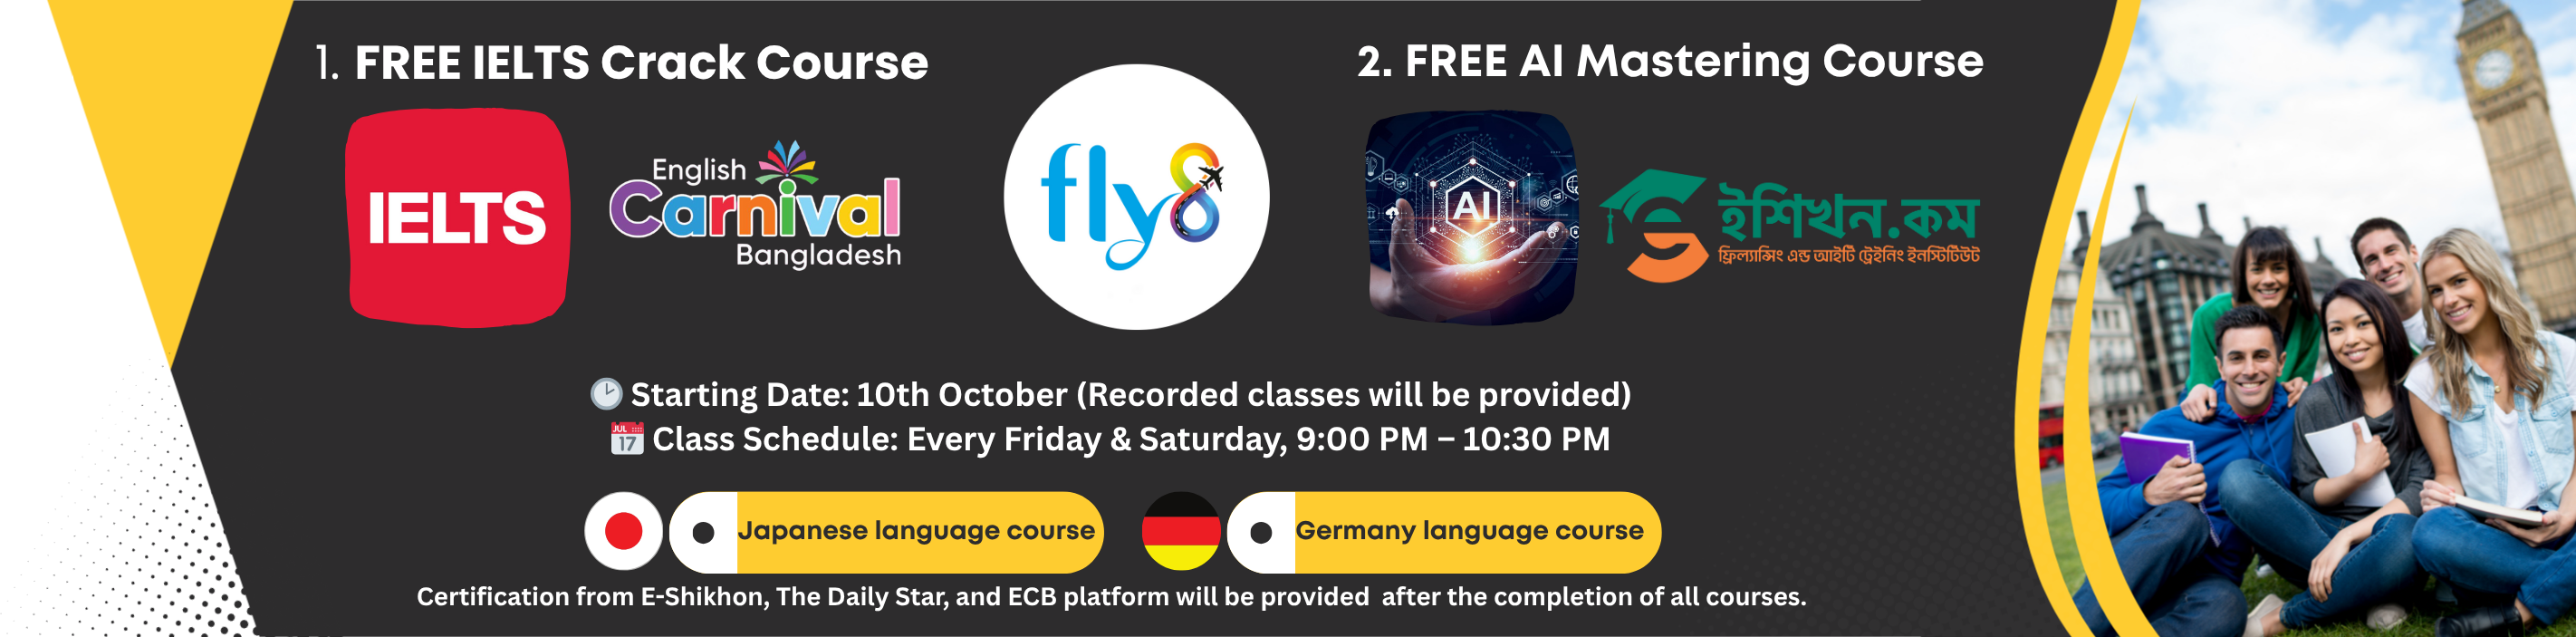 1. FREE IELTS Crack Course
IELTS
English
Carnival
Bangladesh
fly8
2. FREE AI Mastering Course
AI
ইশিখন.কম
ফ্রিল্যান্সিং এন্ড আইটি ট্রেইনিং ইনস্টিটিউট
Starting Date: 10th October (Recorded classes will be provided)
JUL
17
Class Schedule: Every Friday & Saturday, 9:00 PM – 10:30 PM
Japanese language course
Germany language course
Certification from E-Shikhon, The Daily Star, and ECB platform will be provided after the completion of all courses.